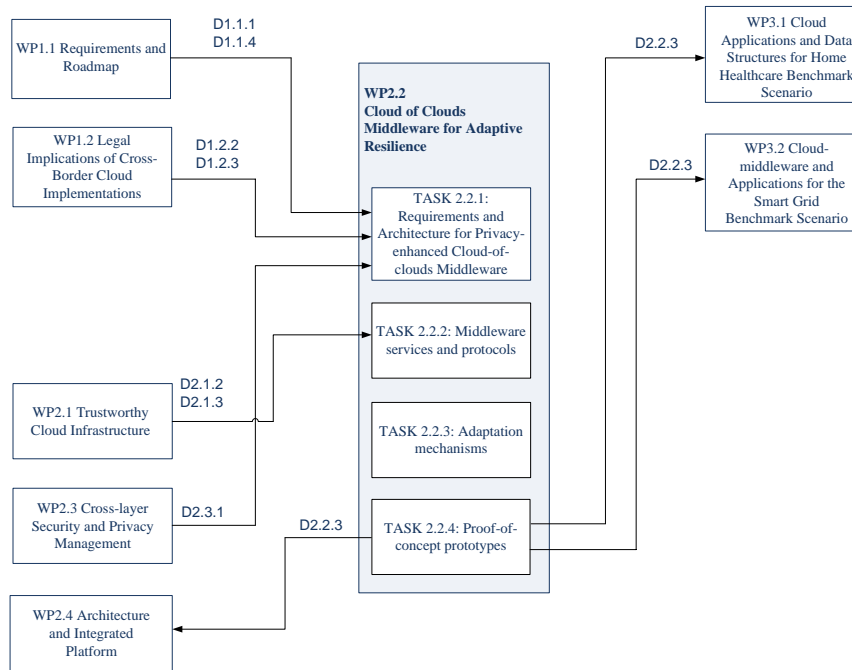 WP1.1 Requirements and
Roadmap
D1.1.1
D1.1.4
WP1.2 Legal
Implications of Cross-
Border Cloud
Implementations
D1.2.2
D1.2.3
WP2.1 Trustworthy
Cloud Infrastructure
D2.1.2
D2.1.3
WP2.3 Cross-layer
Security and Privacy
Management
D2.3.1
WP2.4 Architecture
and Integrated
Platform
D2.2.3
WP2.2
Cloud of Clouds
Middleware for Adaptive
Resilience
TASK 2.2.1:
Requirements and
Architecture for Privacy-
enhanced Cloud-of-
clouds Middleware
TASK 2.2.2: Middleware
services and protocols
TASK 2.2.3: Adaptation
mechanisms
TASK 2.2.4: Proof-of-
concept prototypes
D2.2.3
WP3.1 Cloud
Applications and Data
Structures for Home
Healthcare Benchmark
Scenario
D2.2.3
WP3.2 Cloud-
middleware and
Applications for the
Smart Grid
Benchmark Scenario